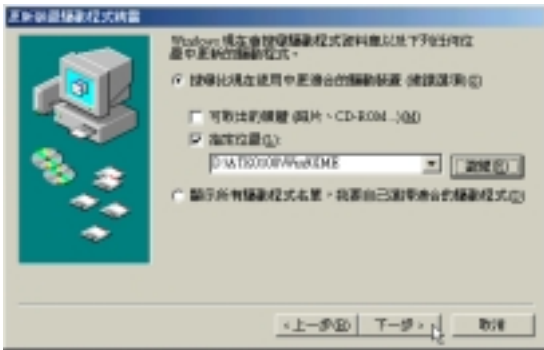 更新裝置驅動程式精靈
Windows 現在會搜尋驅動程式資料庫以及下列任何位
置中更新的驅動程式。
搜尋比現在使用中更適合的驅動裝置 (建議選項)(S)
可取出的媒體 (磁片、CD-ROM...)(M)
指定位置(L):
瀏覽(R)
顯示所有驅動程式名單,我要自己選擇適合的驅動程式(D)
<上一步(B)
下一步 >
取消